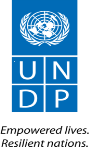 U N
D P
Empowered lives.
Resilient nations.